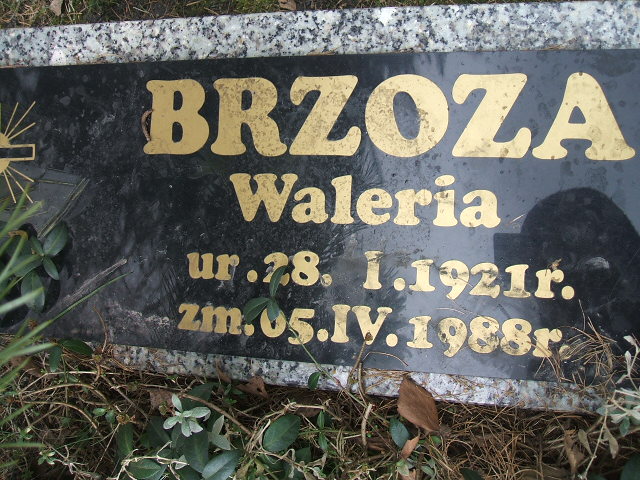 BRZOZA
Waleria
ur. 28. I. 1921r.
zm. 05. IV. 1988r.